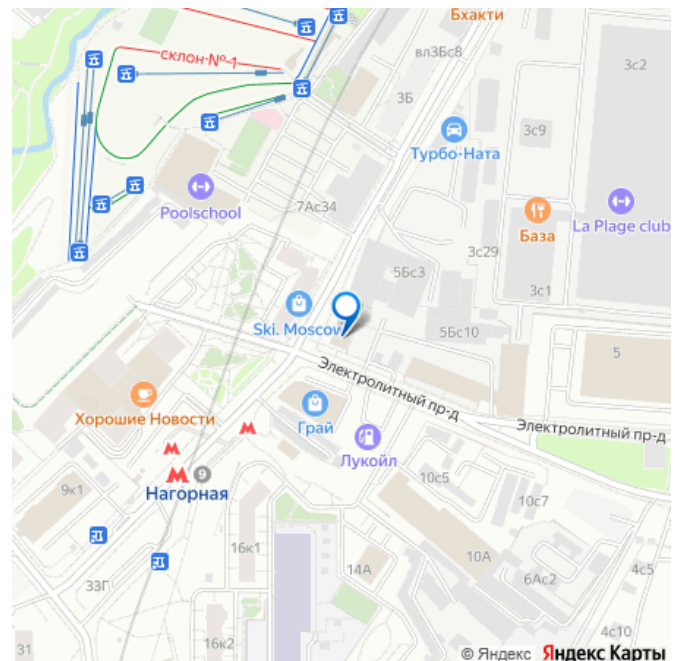 Бхакти
вл3Бс8
склон-№-1
3с2
3Б
3с9
Турбо-Ната
Poolschool
7Ас34
База
La Plage club
3с29
5Бс3
3с1
Ski. Moscow
5Бс10
5
Электролитный пр-д
Хорошие Новости
Грай
Электролитный пр-д
Лукойл
9
Нагорная
9к1
10с5
10с7
16к1
10А
14А
6Ас2
4с5
33Г
4с10
31
16к2
© Яндекс Яндекс Карты